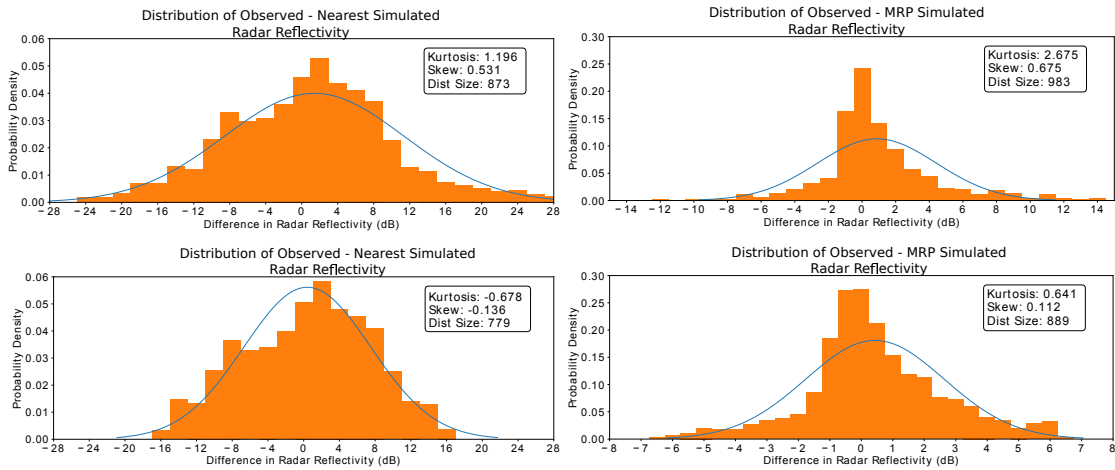 Distribution of Observed - Nearest Simulated
Radar Reflectivity
Kurtosis: 1.196
Skew: 0.531
Dist Size: 873
Probability Density
0.06
0.05
0.04
0.03
0.02
0.01
0.00
−28 −24 −20 −16 −12 −8 −4 0 4 8 12 16 20 24 28
Difference in Radar Reflectivity (dB)
Distribution of Observed - MRP Simulated
Radar Reflectivity
Kurtosis: 2.675
Skew: 0.675
Dist Size: 983
Probability Density
0.30
0.25
0.20
0.15
0.10
0.05
0.00
−14 −12 −10 −8 −6 −4 −2 0 2 4 6 8 10 12 14
Difference in Radar Reflectivity (dB)
Distribution of Observed - Nearest Simulated
Radar Reflectivity
Kurtosis: -0.678
Skew: -0.136
Dist Size: 779
Probability Density
0.06
0.05
0.04
0.03
0.02
0.01
0.00
−28 −24 −20 −16 −12 −8 −4 0 4 8 12 16 20 24 28
Difference in Radar Reflectivity (dB)
Distribution of Observed - MRP Simulated
Radar Reflectivity
Kurtosis: 0.641
Skew: 0.112
Dist Size: 889
Probability Density
0.30
0.25
0.20
0.15
0.10
0.05
0.00
−8 −7 −6 −5 −4 −3 −2 −1 0 1 2 3 4 5 6 7 8
Difference in Radar Reflectivity (dB)